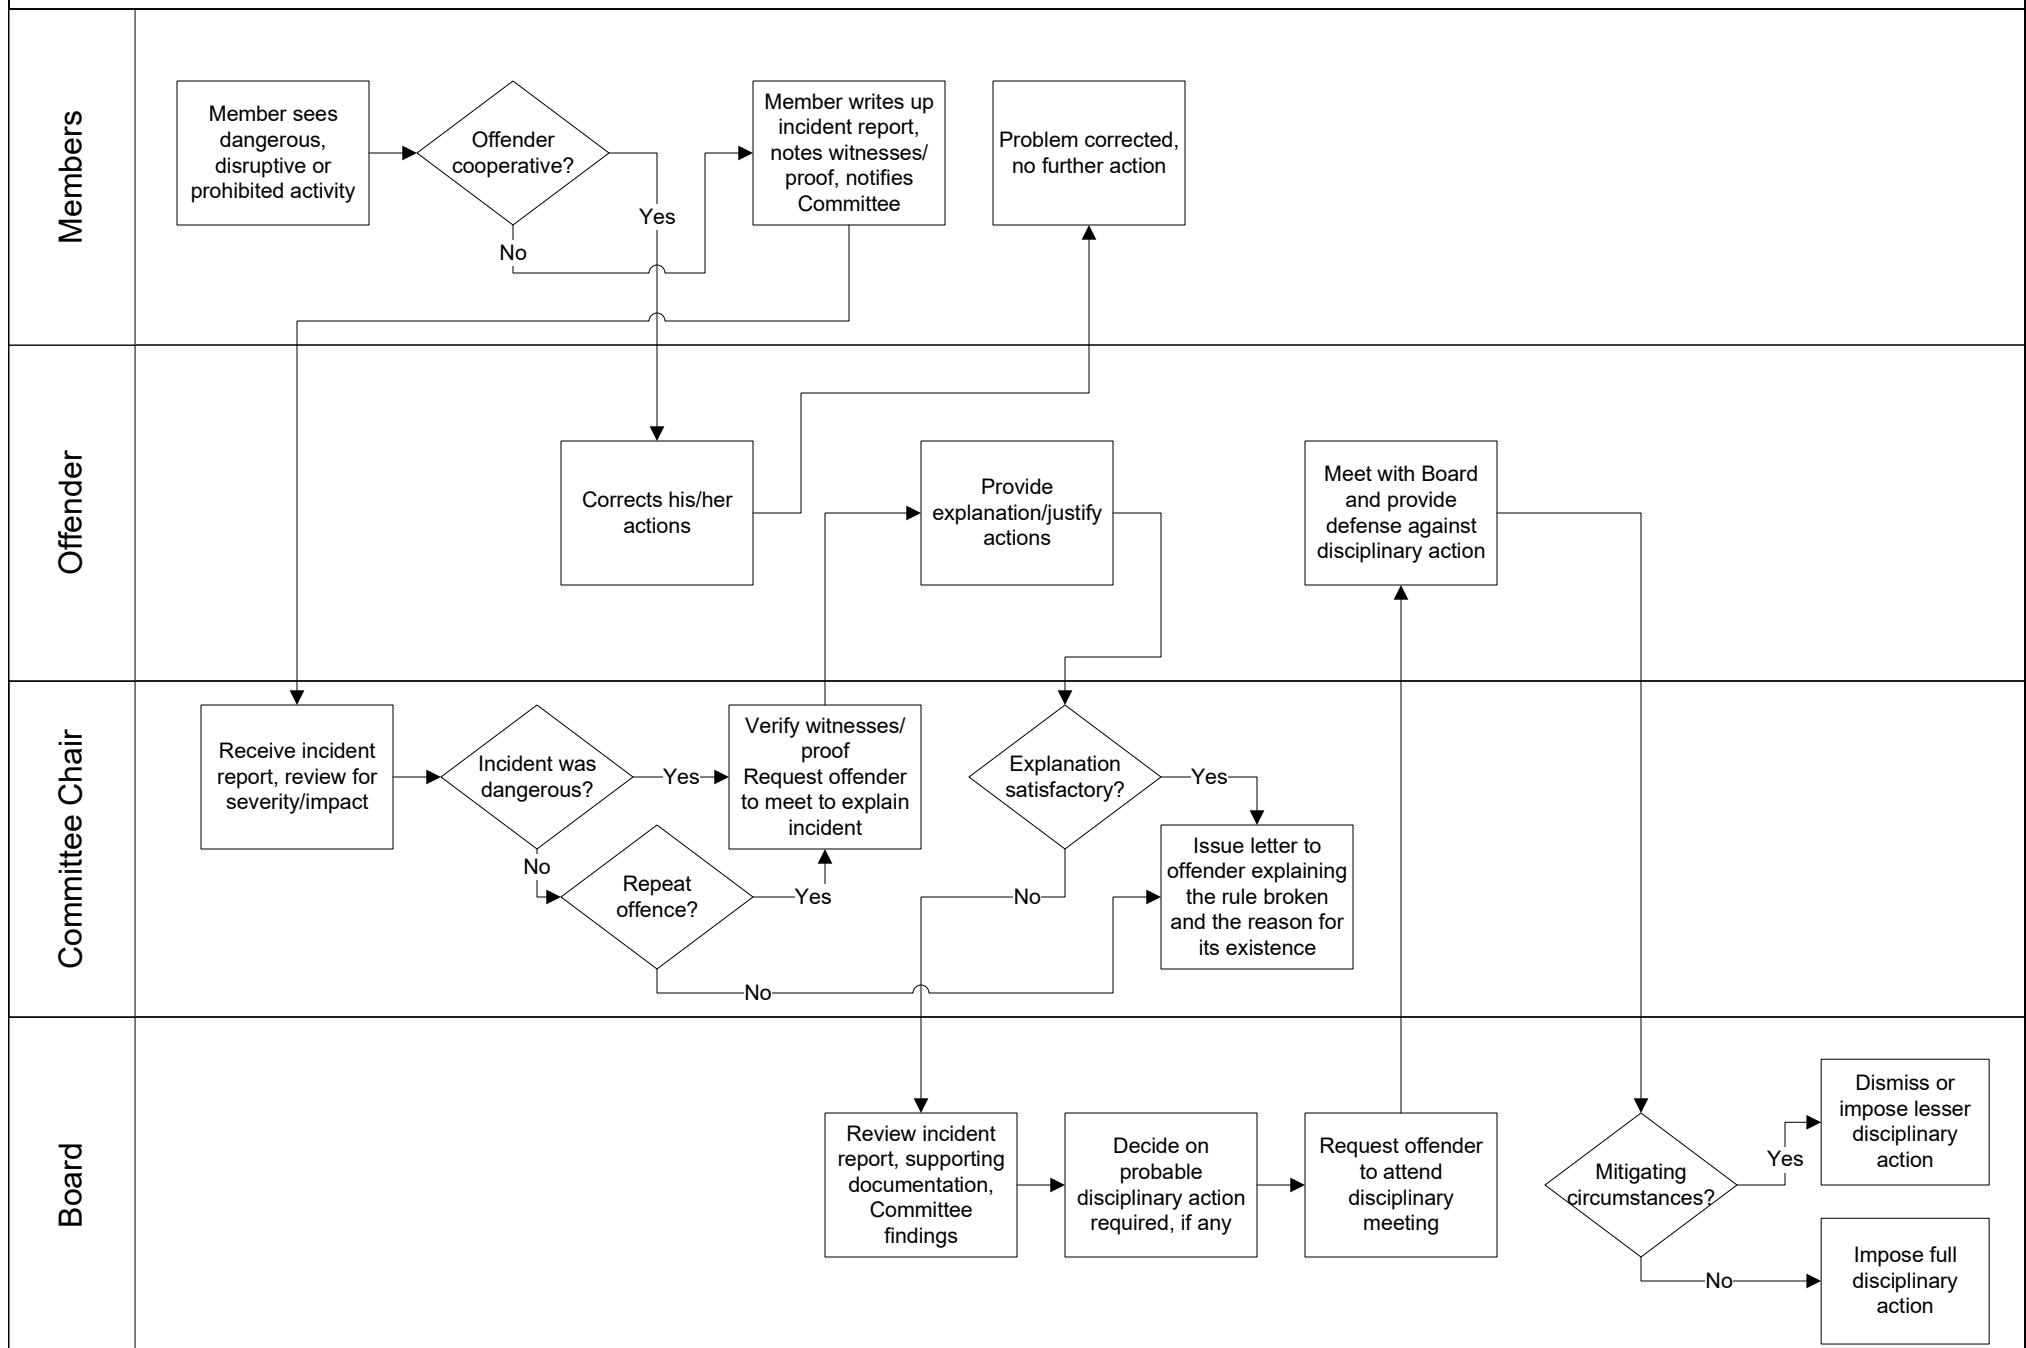 Members
Member sees
dangerous,
disruptive or
prohibited activity
Offender
cooperative?
Yes
No
Member writes up
incident report,
notes witnesses/
proof, notifies
Committee
Problem corrected,
no further action
Offender
Corrects his/her
actions
Provide
explanation/justify
actions
Meet with Board
and provide
defense against
disciplinary action
Committee Chair
Receive incident
report, review for
severity/impact
Incident was
dangerous?
Yes
No
Repeat
offence?
Yes
No
Verify witnesses/
proof
Request offender
to meet to explain
incident
Explanation
satisfactory?
Yes
No
Issue letter to
offender explaining
the rule broken
and the reason for
its existence
Board
Review incident
report, supporting
documentation,
Committee
findings
Decide on
probable
disciplinary action
required, if any
Request offender
to attend
disciplinary
meeting
Mitigating
circumstances?
Yes
No
Dismiss or
impose lesser
disciplinary
action
Impose full
disciplinary
action